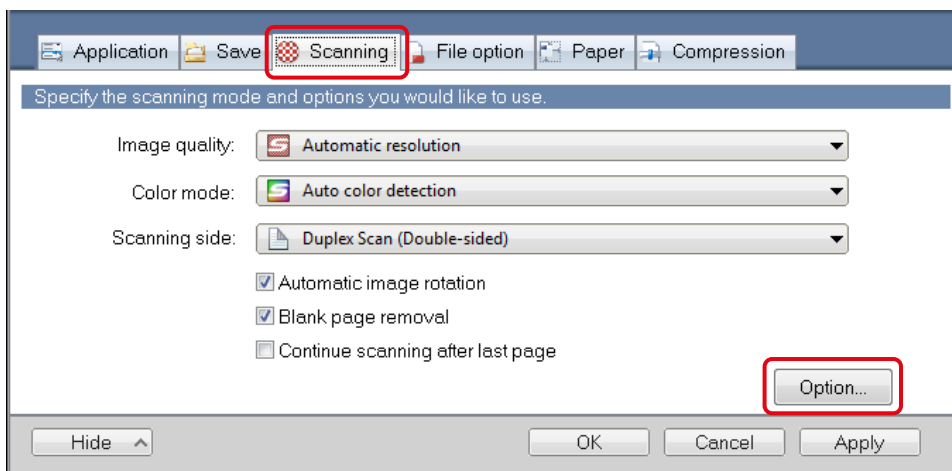 Application Save Scanning File option Paper Compression
Specify the scanning mode and options you would like to use.
Image quality: Automatic resolution
Color mode: Auto color detection
Scanning side: Duplex Scan (Double-sided)
Automatic image rotation
Blank page removal
Continue scanning after last page
Option...
Hide OK Cancel Apply